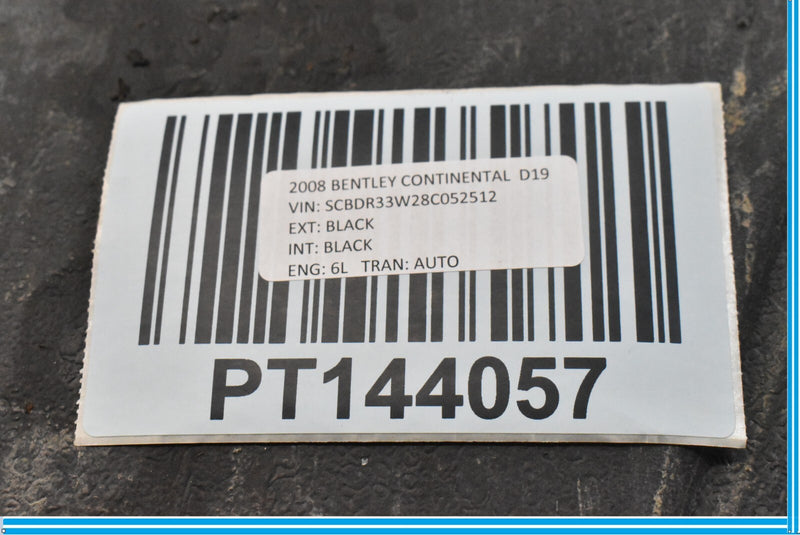 2008 BENTLEY CONTINENTAL D19
VIN: SCBDR33W28C052512
EXT: BLACK
INT: BLACK
ENG: 6L TRAN: AUTO
PT144057